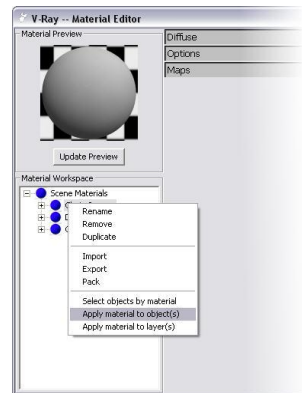 V-Ray -- Material Editor
Material Preview
Update Preview
Diffuse
Options
Maps
Material Workspace
Scene Materials
Rename
Remove
Duplicate
Import
Export
Pack
Select objects by material
Apply material to object(s)
Apply material to layer(s)